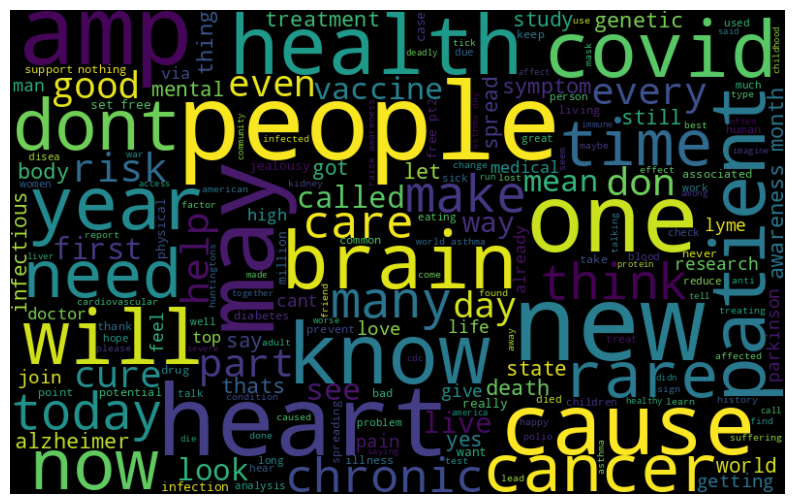 amp
health
covid
treatment
study
genetic
thing
via
case
keep
use
said
used
deadly
tick
due
mask
childhood
support
nothing
man
good
mental
even
vaccine
spread
symptom
every
affect
person
living
much
type
set free
dont
people
time
patient
month
awareness
disea
war
community
infected
raise awareness
free pt2
great
still
immune
maybe
seem
human
often
best
imagine
body
risk
jealousy
got
let
medical
change
effect
associated
women
access
american
kidney
called
sick
run
lost
mean
don
work
among
year
may
high
make
eating
way
one
talking
check
lyme
factor
physical
care
first
help
report
liver
huntingtons
million
common
world asthma
already
research
never
need
brain
come
take
blood
protein
anti
infectious
made
found
think
reduce
tell
cardiovascular
together
diabetes
cant
many
day
new
treating
parkinson
doctor
feel
friend
away
treat
will
thank
hope
please
well
top
say
adult
severe
prevent
worse
cdc
love
life
know
rare
affected
join
cure
drug
part
thats
see
give
death
state
died
didn
sign
children
healthy
learn
history
point
potential
talk
condition
bad
really
america
happy
polio
call
find
today
heart
caused
problem
live
cause
suffering
alzheimer
die
done
spreading
pain
saying
yes
want
asthma
now
look
hear
long
illness
test
chronic
lead
cancer
world
getting
infection
analysis